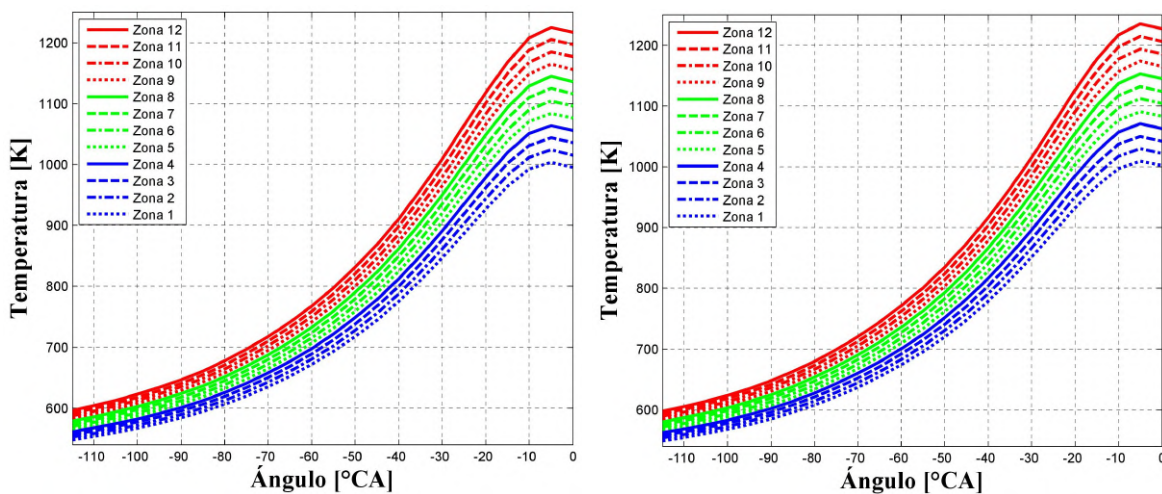 Zona 12
Zona 11
Zona 10
Zona 9
Zona 8
Zona 7
Zona 6
Zona 5
Zona 4
Zona 3
Zona 2
Zona 1
Temperatura [K]
1200
1100
1000
900
800
700
600
-110 -100 -90 -80 -70 -60 -50 -40 -30 -20 -10 0
Ángulo [°CA]
Zona 12
Zona 11
Zona 10
Zona 9
Zona 8
Zona 7
Zona 6
Zona 5
Zona 4
Zona 3
Zona 2
Zona 1
Temperatura [K]
1200
1100
1000
900
800
700
600
-110 -100 -90 -80 -70 -60 -50 -40 -30 -20 -10 0
Ángulo [°CA]